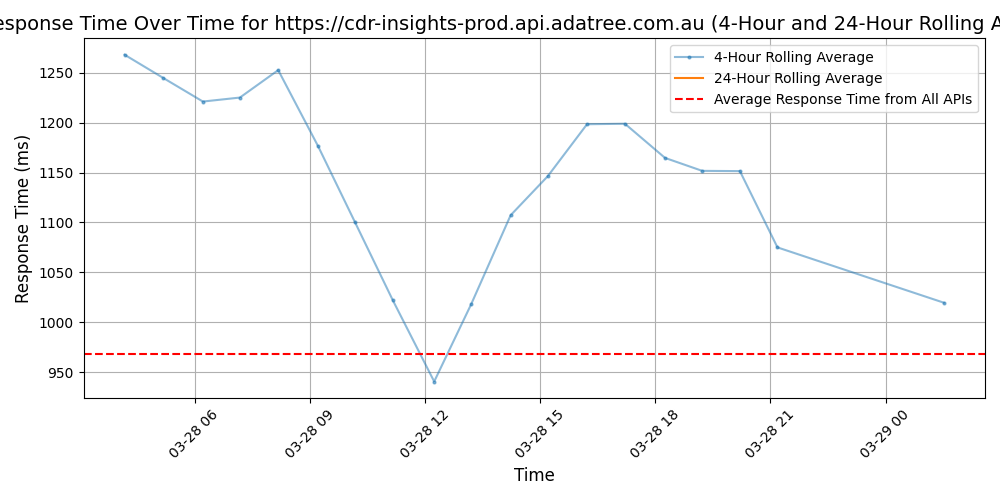 esponse Time Over Time for https://cdr-insights-prod.api.adatree.com.au (4-Hour and 24-Hour Rolling A
4-Hour Rolling Average
24-Hour Rolling Average
Average Response Time from All APIs
Response Time (ms)
1250
1200
1150
1100
1050
1000
950
03-28 06
03-28 09
03-28 12
03-28 15
03-28 18
03-28 21
03-29 00
Time